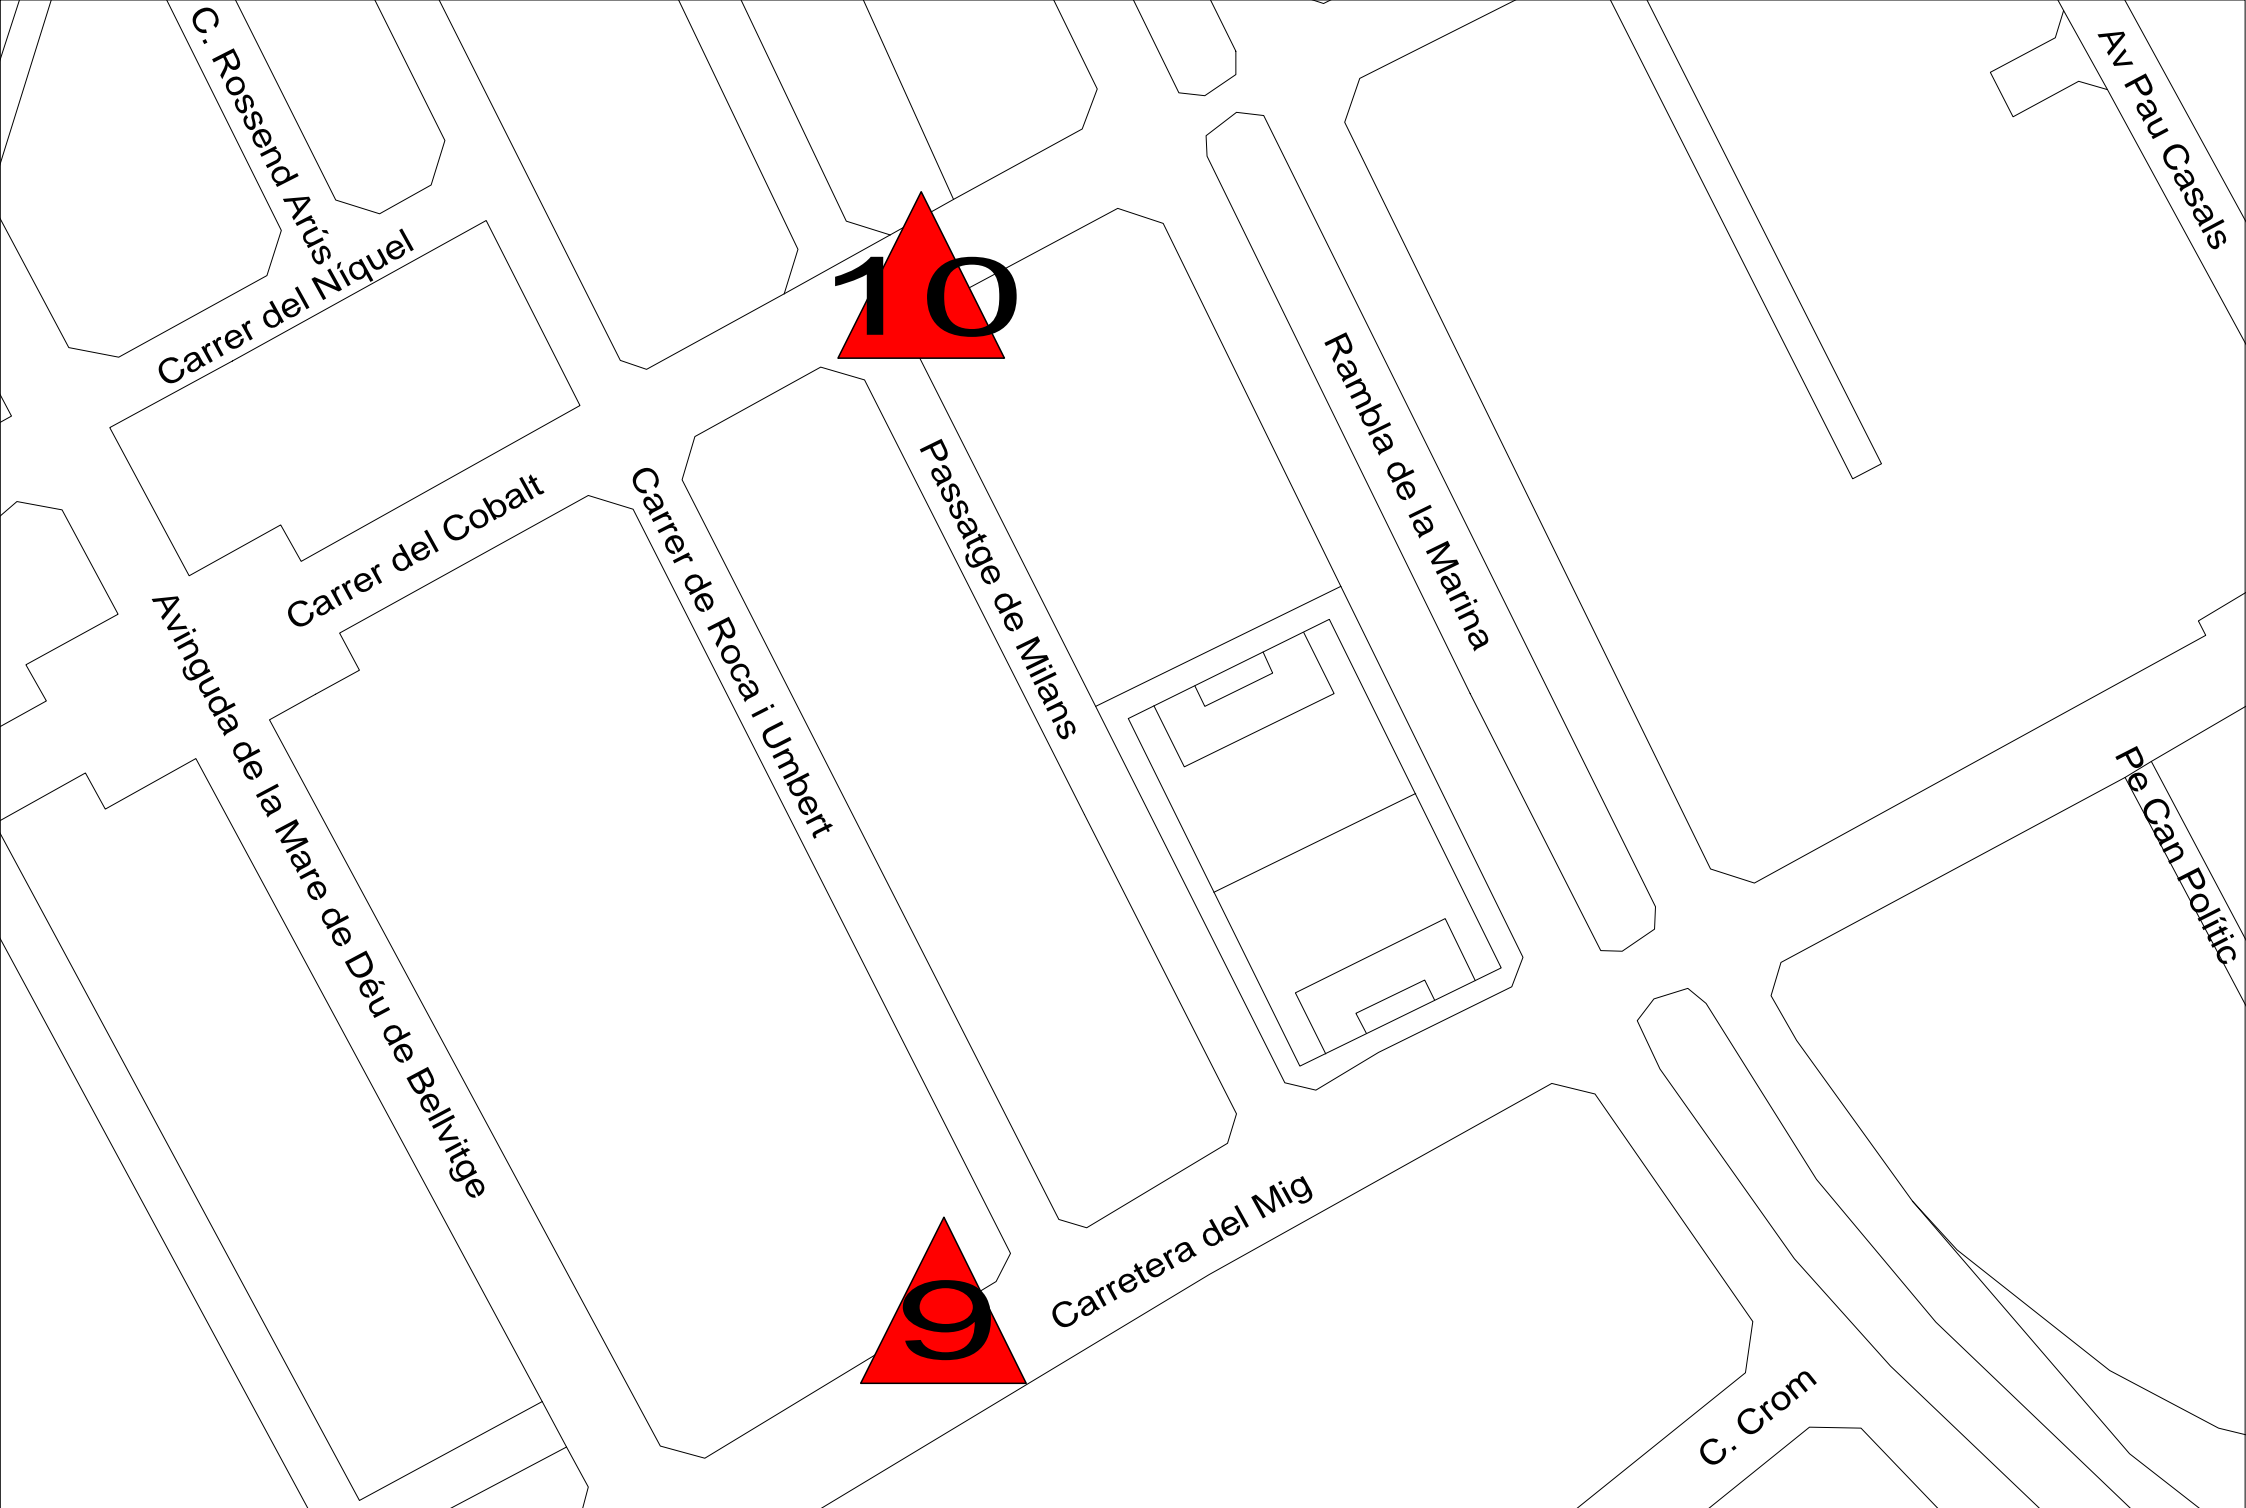 C. Rossend Arús
Av Pau Casals
Carrer del Níquel
10
Rambla de la Marina
Carrer del Cobalt
Carrer de Roca i Umbert
Passatge de Milans
Avinguda de la Mare de Déu de Bellvitge
Pe Can Polític
Carretera del Mig
9
C. Crom